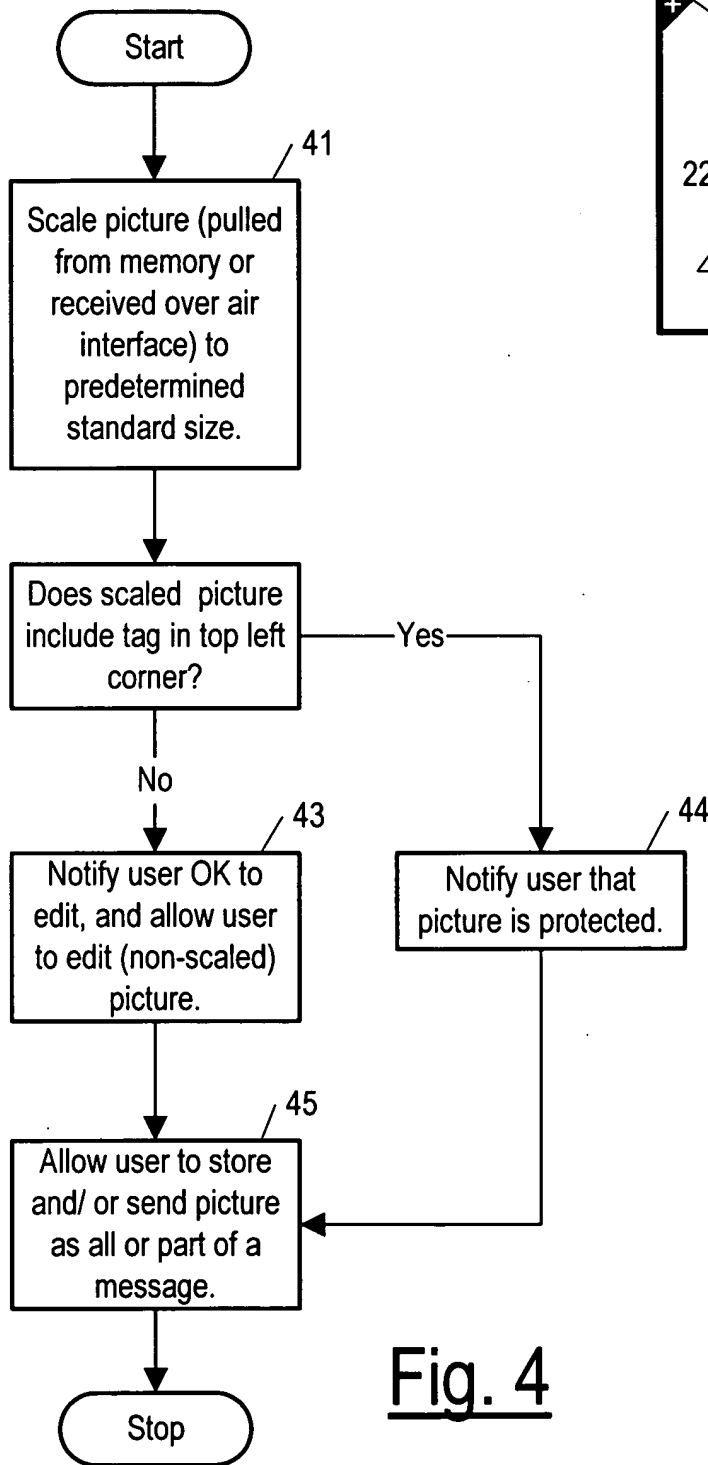 Start
41
Scale picture (pulled
from memory or
received over air
interface) to
predetermined
standard size.
Does scaled picture
include tag in top left
corner?
Yes
No
43
Notify user OK to
edit, and allow user
to edit (non-scaled)
picture.
44
Notify user that
picture is protected.
45
Allow user to store
and/ or send picture
as all or part of a
message.
Stop
Fig. 4
+
22
4